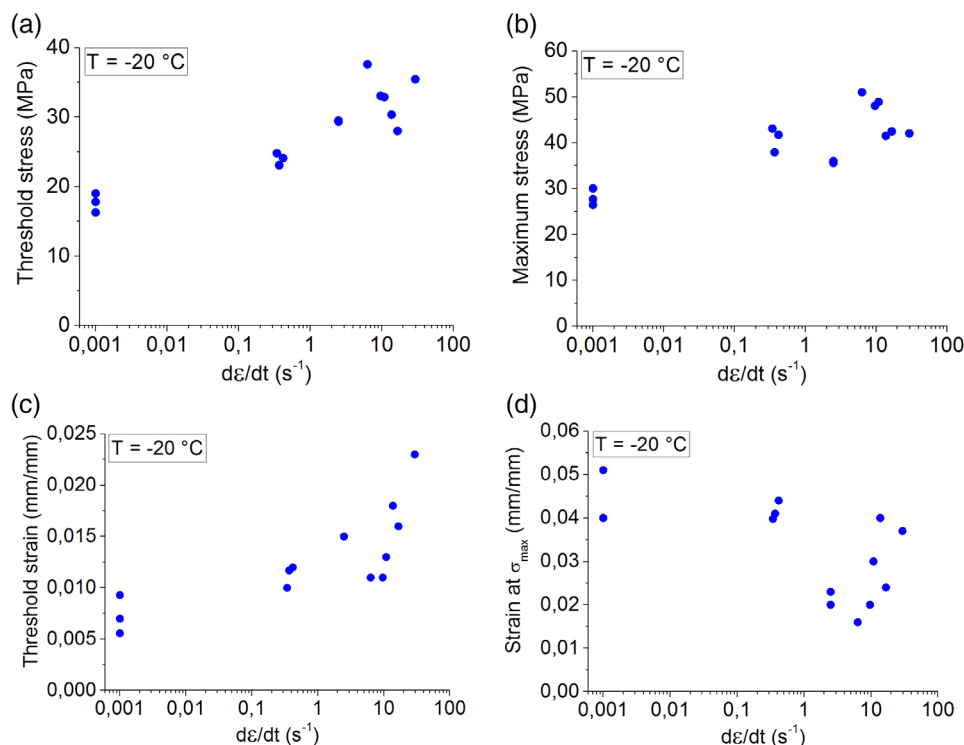 (a)
T = -20 °C
Threshold stress (MPa)
40
30
20
10
0
0,001 0,01 0,1 1 10 100
dε/dt (s⁻¹)
(b)
T = -20 °C
Maximum stress (MPa)
60
50
40
30
20
10
0
0,001 0,01 0,1 1 10 100
dε/dt (s⁻¹)
(c)
T = -20 °C
Threshold strain (mm/mm)
0,025
0,020
0,015
0,010
0,005
0,000
0,001 0,01 0,1 1 10 100
dε/dt (s⁻¹)
(d)
T = -20 °C
Strain at σmax (mm/mm)
0,06
0,05
0,04
0,03
0,02
0,01
0,00
0,001 0,01 0,1 1 10 100
dε/dt (s⁻¹)